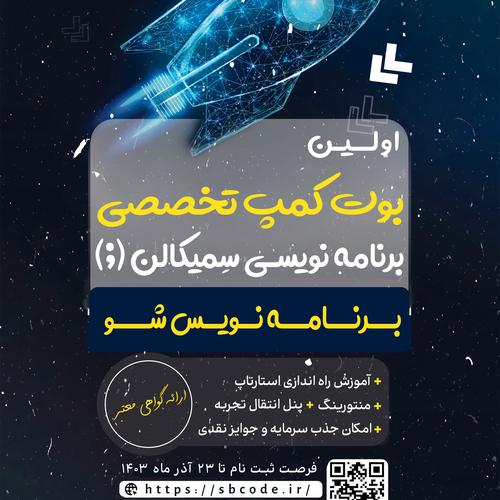 اولین
بوت کمپ تخصصی
برنامه نویسی سِمیکالن (;)
برنامه نویس شو
+ آموزش راه اندازی استارتاپ
+ منتورینگ + پنل انتقال تجربه
+ امکان جذب سرمایه و جوایز نقدی
ارائه گواهی معتبر
فرصت ثبت نام تا ۲۳ آذر ماه ۱۴۰۳
https://sbcode.ir/